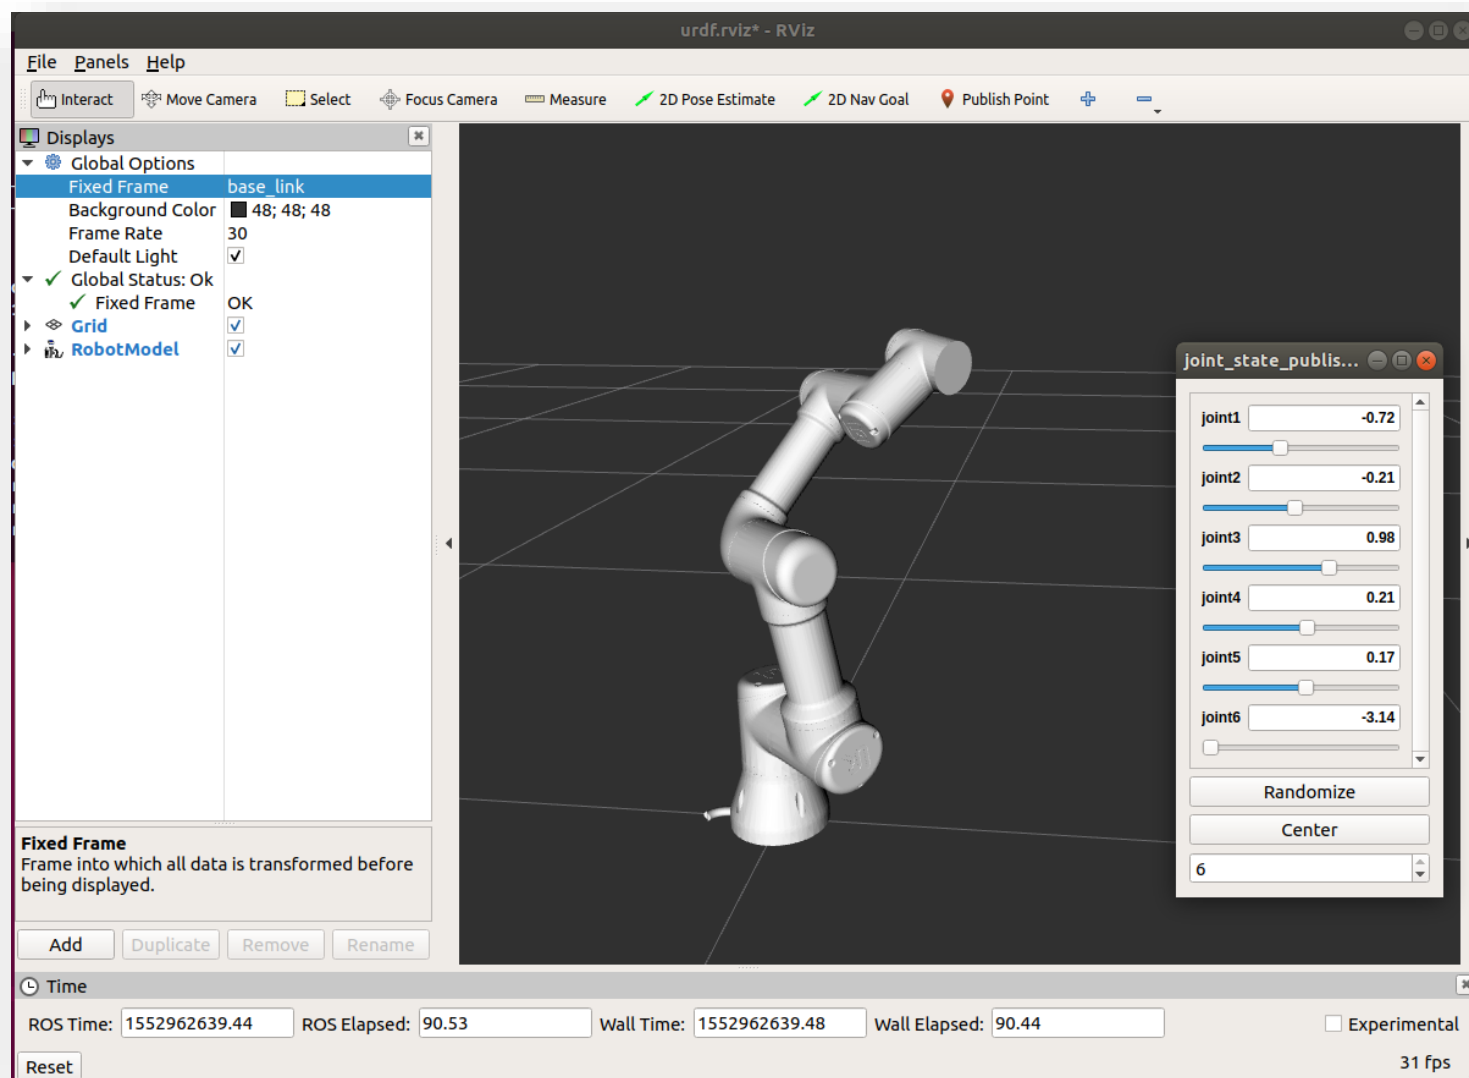 urdf.rviz* - RViz
File Panels Help
Interact Move Camera Select Focus Camera Measure 2D Pose Estimate 2D Nav Goal Publish Point
Displays
Global Options
Fixed Frame base_link
Background Color 48; 48; 48
Frame Rate 30
Default Light
Global Status: Ok
Fixed Frame OK
Grid
RobotModel
Fixed Frame
Frame into which all data is transformed before
being displayed.
Add Duplicate Remove Rename
joint_state_publis...
joint1 -0.72
joint2 -0.21
joint3 0.98
joint4 0.21
joint5 0.17
joint6 -3.14
Randomize
Center
6
Time
ROS Time: 1552962639.44 ROS Elapsed: 90.53 Wall Time: 1552962639.48 Wall Elapsed: 90.44 Experimental
Reset 31 fps